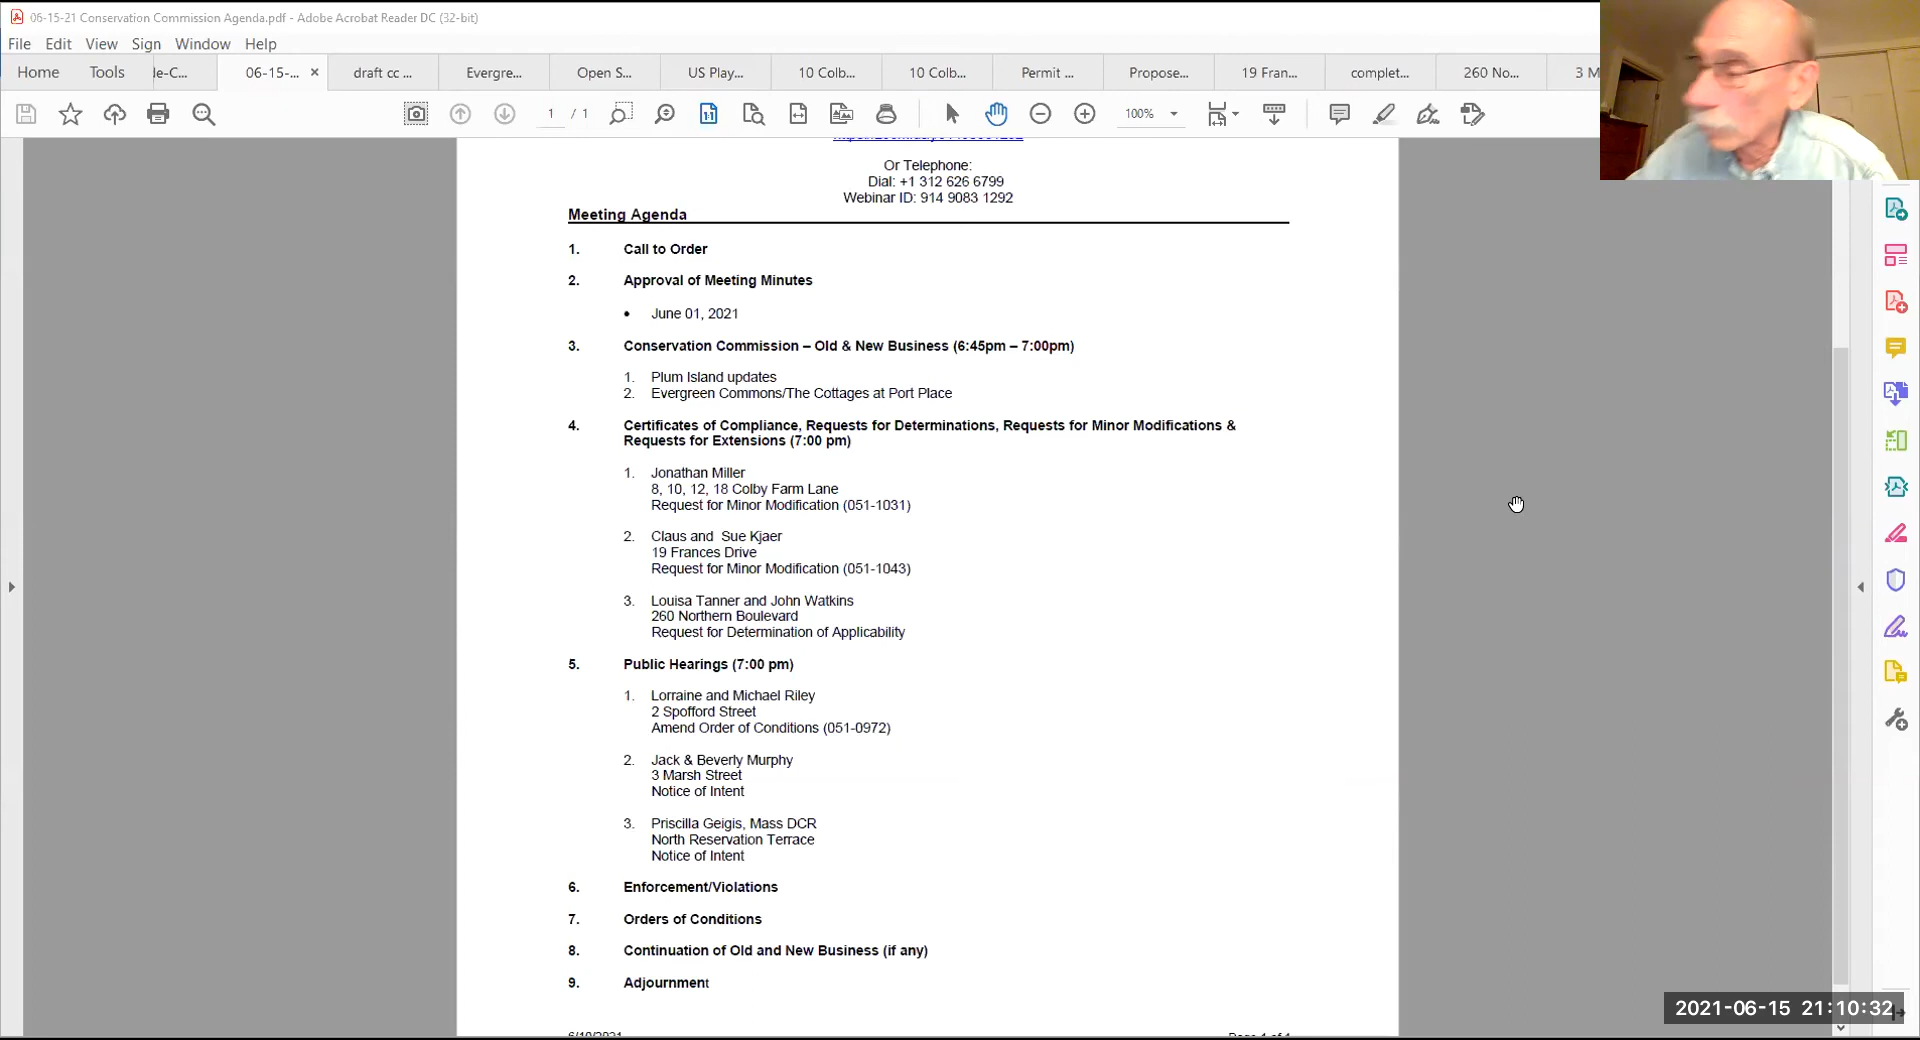 06-15-21 Conservation Commission Agenda.pdf - Adobe Acrobat Reader DC (32-bit)
File Edit View Sign Window Help
Home Tools le-C... 06-15-... × draft cc ... Evergre... Open S... US Play... 10 Colb... 10 Colb... Permit ... Propose... 19 Fran... complet... 260 No... 3 M
1 / 1 100%
Or Telephone:
Dial: +1 312 626 6799
Webinar ID: 914 9083 1292
Meeting Agenda
1. Call to Order
2. Approval of Meeting Minutes
• June 01, 2021
3. Conservation Commission – Old & New Business (6:45pm – 7:00pm)
1. Plum Island updates
2. Evergreen Commons/The Cottages at Port Place
4. Certificates of Compliance, Requests for Determinations, Requests for Minor Modifications &
Requests for Extensions (7:00 pm)
1. Jonathan Miller
8, 10, 12, 18 Colby Farm Lane
Request for Minor Modification (051-1031)
2. Claus and Sue Kjaer
19 Frances Drive
Request for Minor Modification (051-1043)
3. Louisa Tanner and John Watkins
260 Northern Boulevard
Request for Determination of Applicability
5. Public Hearings (7:00 pm)
1. Lorraine and Michael Riley
2 Spofford Street
Amend Order of Conditions (051-0972)
2. Jack & Beverly Murphy
3 Marsh Street
Notice of Intent
3. Priscilla Geigis, Mass DCR
North Reservation Terrace
Notice of Intent
6. Enforcement/Violations
7. Orders of Conditions
8. Continuation of Old and New Business (if any)
9. Adjournment
6/10/2021 Page 1 of 1
2021-06-15 21:10:32